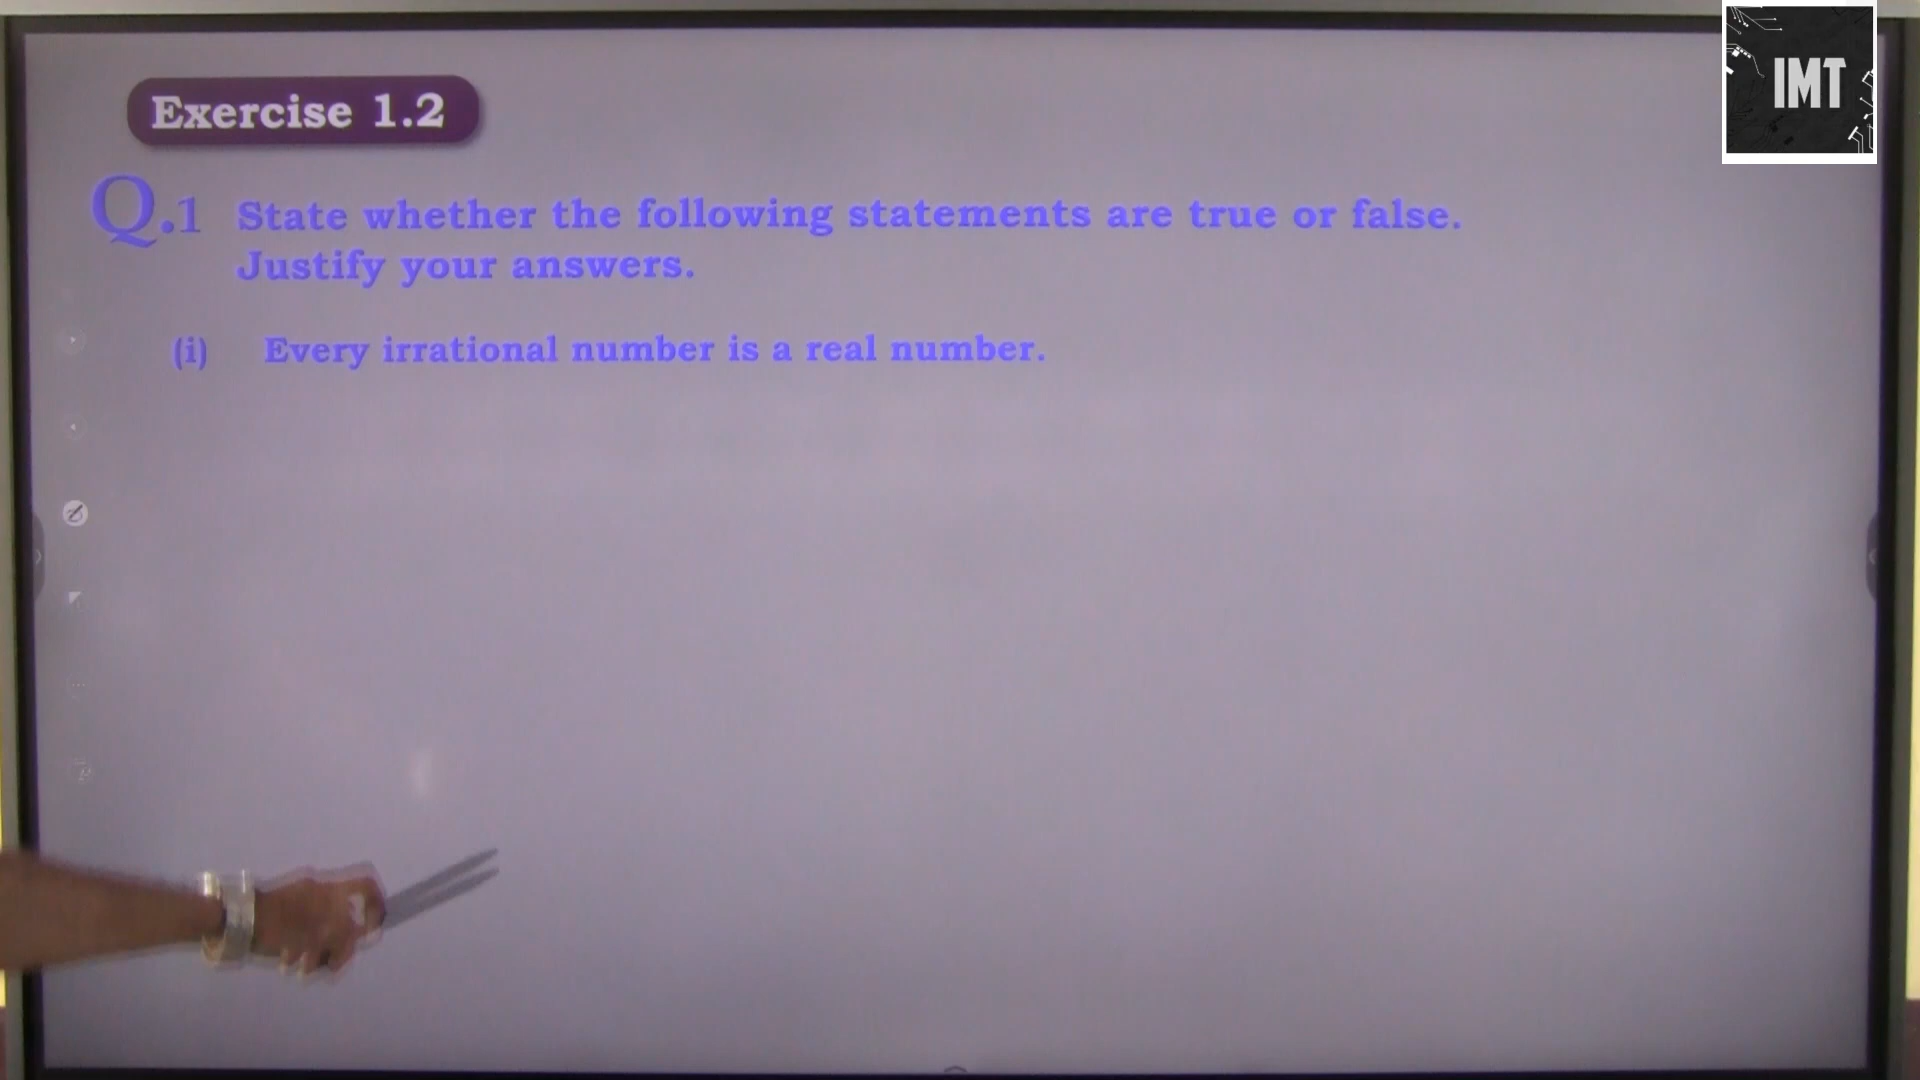 IMT
Exercise 1.2
Q.1 State whether the following statements are true or false.
Justify your answers.
(i) Every irrational number is a real number.